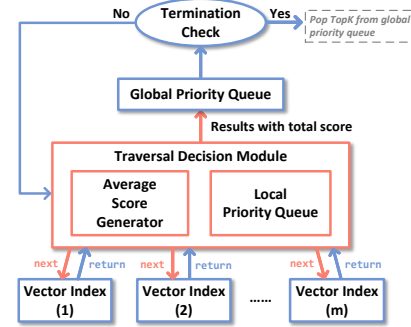 No
Termination
Check
Yes
Pop TopK from global
priority queue
Global Priority Queue
Results with total score
Traversal Decision Module
Average
Score
Generator
Local
Priority Queue
next
return
next
return
next
return
Vector Index
(1)
Vector Index
(2)
......
Vector Index
(m)